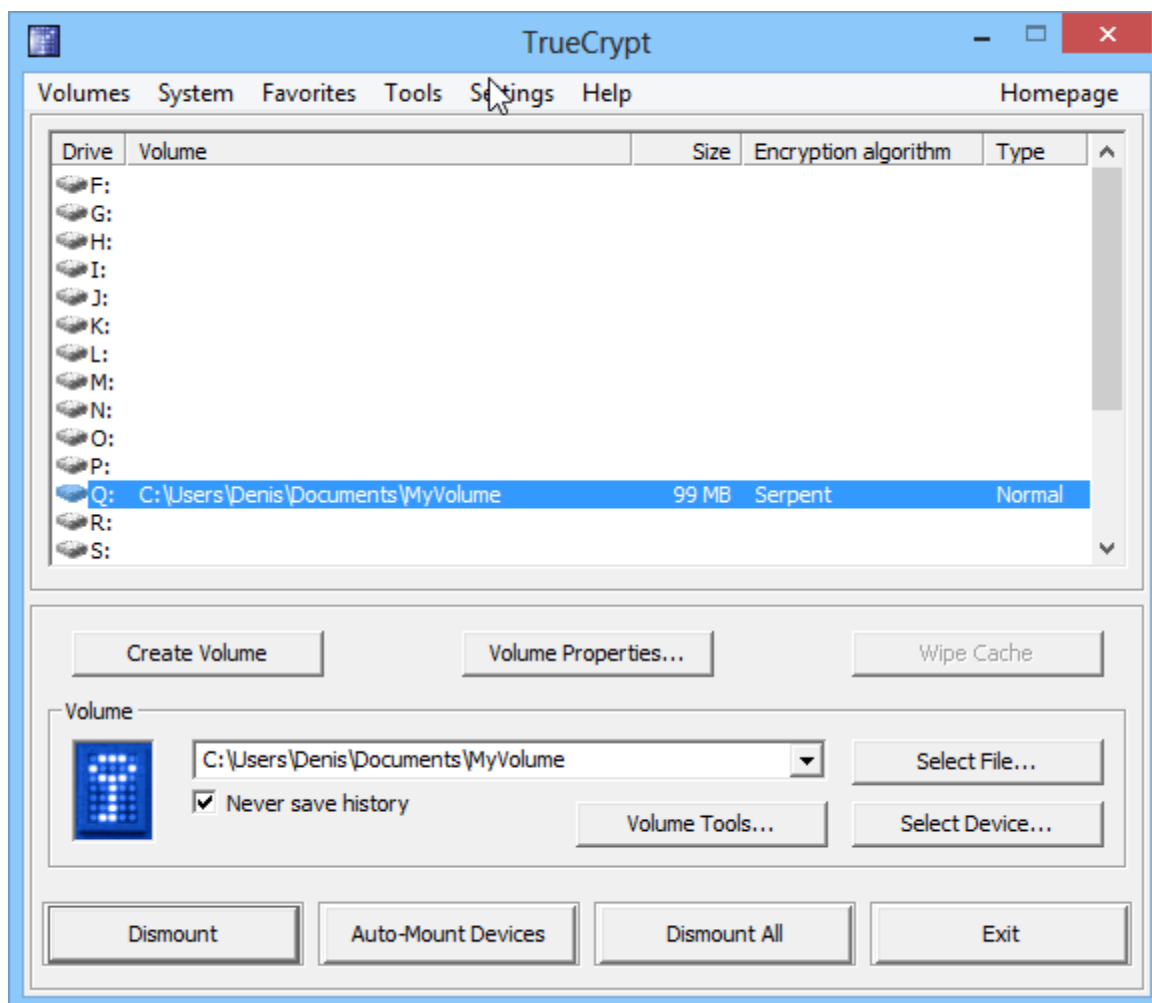 TrueCrypt
Volumes System Favorites Tools Settings Help Homepage
Drive Volume Size Encryption algorithm Type
F:
G:
H:
I:
J:
K:
L:
M:
N:
O:
P:
Q: C:\Users\Denis\Documents\MyVolume 99 MB Serpent Normal
R:
S:
Create Volume Volume Properties... Wipe Cache
Volume
C:\Users\Denis\Documents\MyVolume Select File...
Never save history
Volume Tools... Select Device...
Dismount Auto-Mount Devices Dismount All Exit